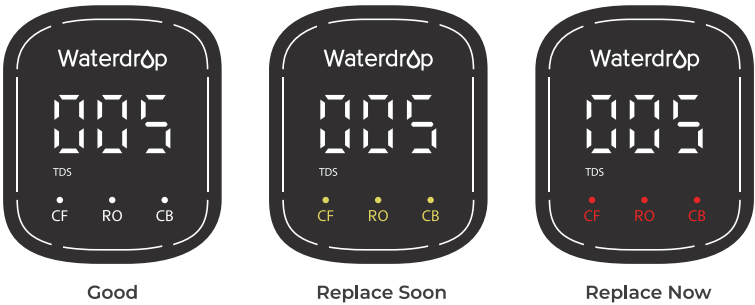 Waterdrop
005
TDS
CF RO CB
Good
Waterdrop
005
TDS
CF RO CB
Replace Soon
Waterdrop
005
TDS
CF RO CB
Replace Now